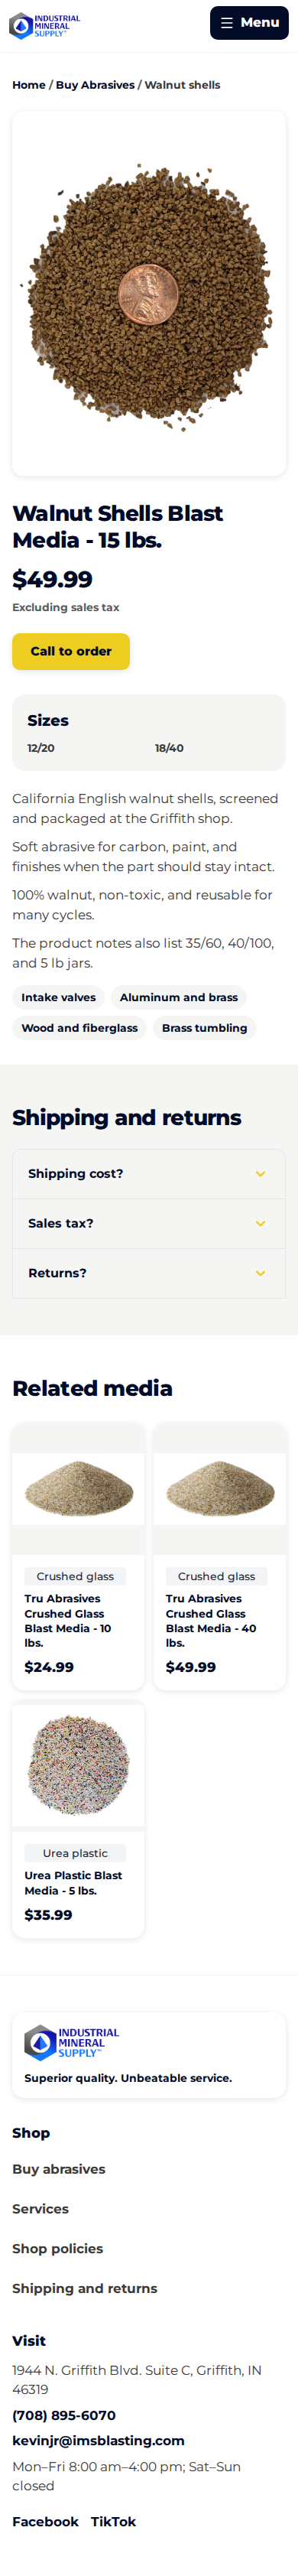 INDUSTRIAL
MINERAL
SUPPLY™
Menu
Home / Buy Abrasives / Walnut shells
Walnut Shells Blast
Media - 15 lbs.
$49.99
Excluding sales tax
Call to order
Sizes
12/20
18/40
California English walnut shells, screened
and packaged at the Griffith shop.
Soft abrasive for carbon, paint, and
finishes when the part should stay intact.
100% walnut, non-toxic, and reusable for
many cycles.
The product notes also list 35/60, 40/100,
and 5 lb jars.
Intake valves
Aluminum and brass
Wood and fiberglass
Brass tumbling
Shipping and returns
Shipping cost?
Sales tax?
Returns?
Related media
Crushed glass
Tru Abrasives
Crushed Glass
Blast Media - 10
lbs.
$24.99
Crushed glass
Tru Abrasives
Crushed Glass
Blast Media - 40
lbs.
$49.99
Urea plastic
Urea Plastic Blast
Media - 5 lbs.
$35.99
INDUSTRIAL
MINERAL
SUPPLY™
Superior quality. Unbeatable service.
Shop
Buy abrasives
Services
Shop policies
Shipping and returns
Visit
1944 N. Griffith Blvd. Suite C, Griffith, IN
46319
(708) 895-6070
kevinjr@imsblasting.com
Mon–Fri 8:00 am–4:00 pm; Sat–Sun
closed
Facebook
TikTok